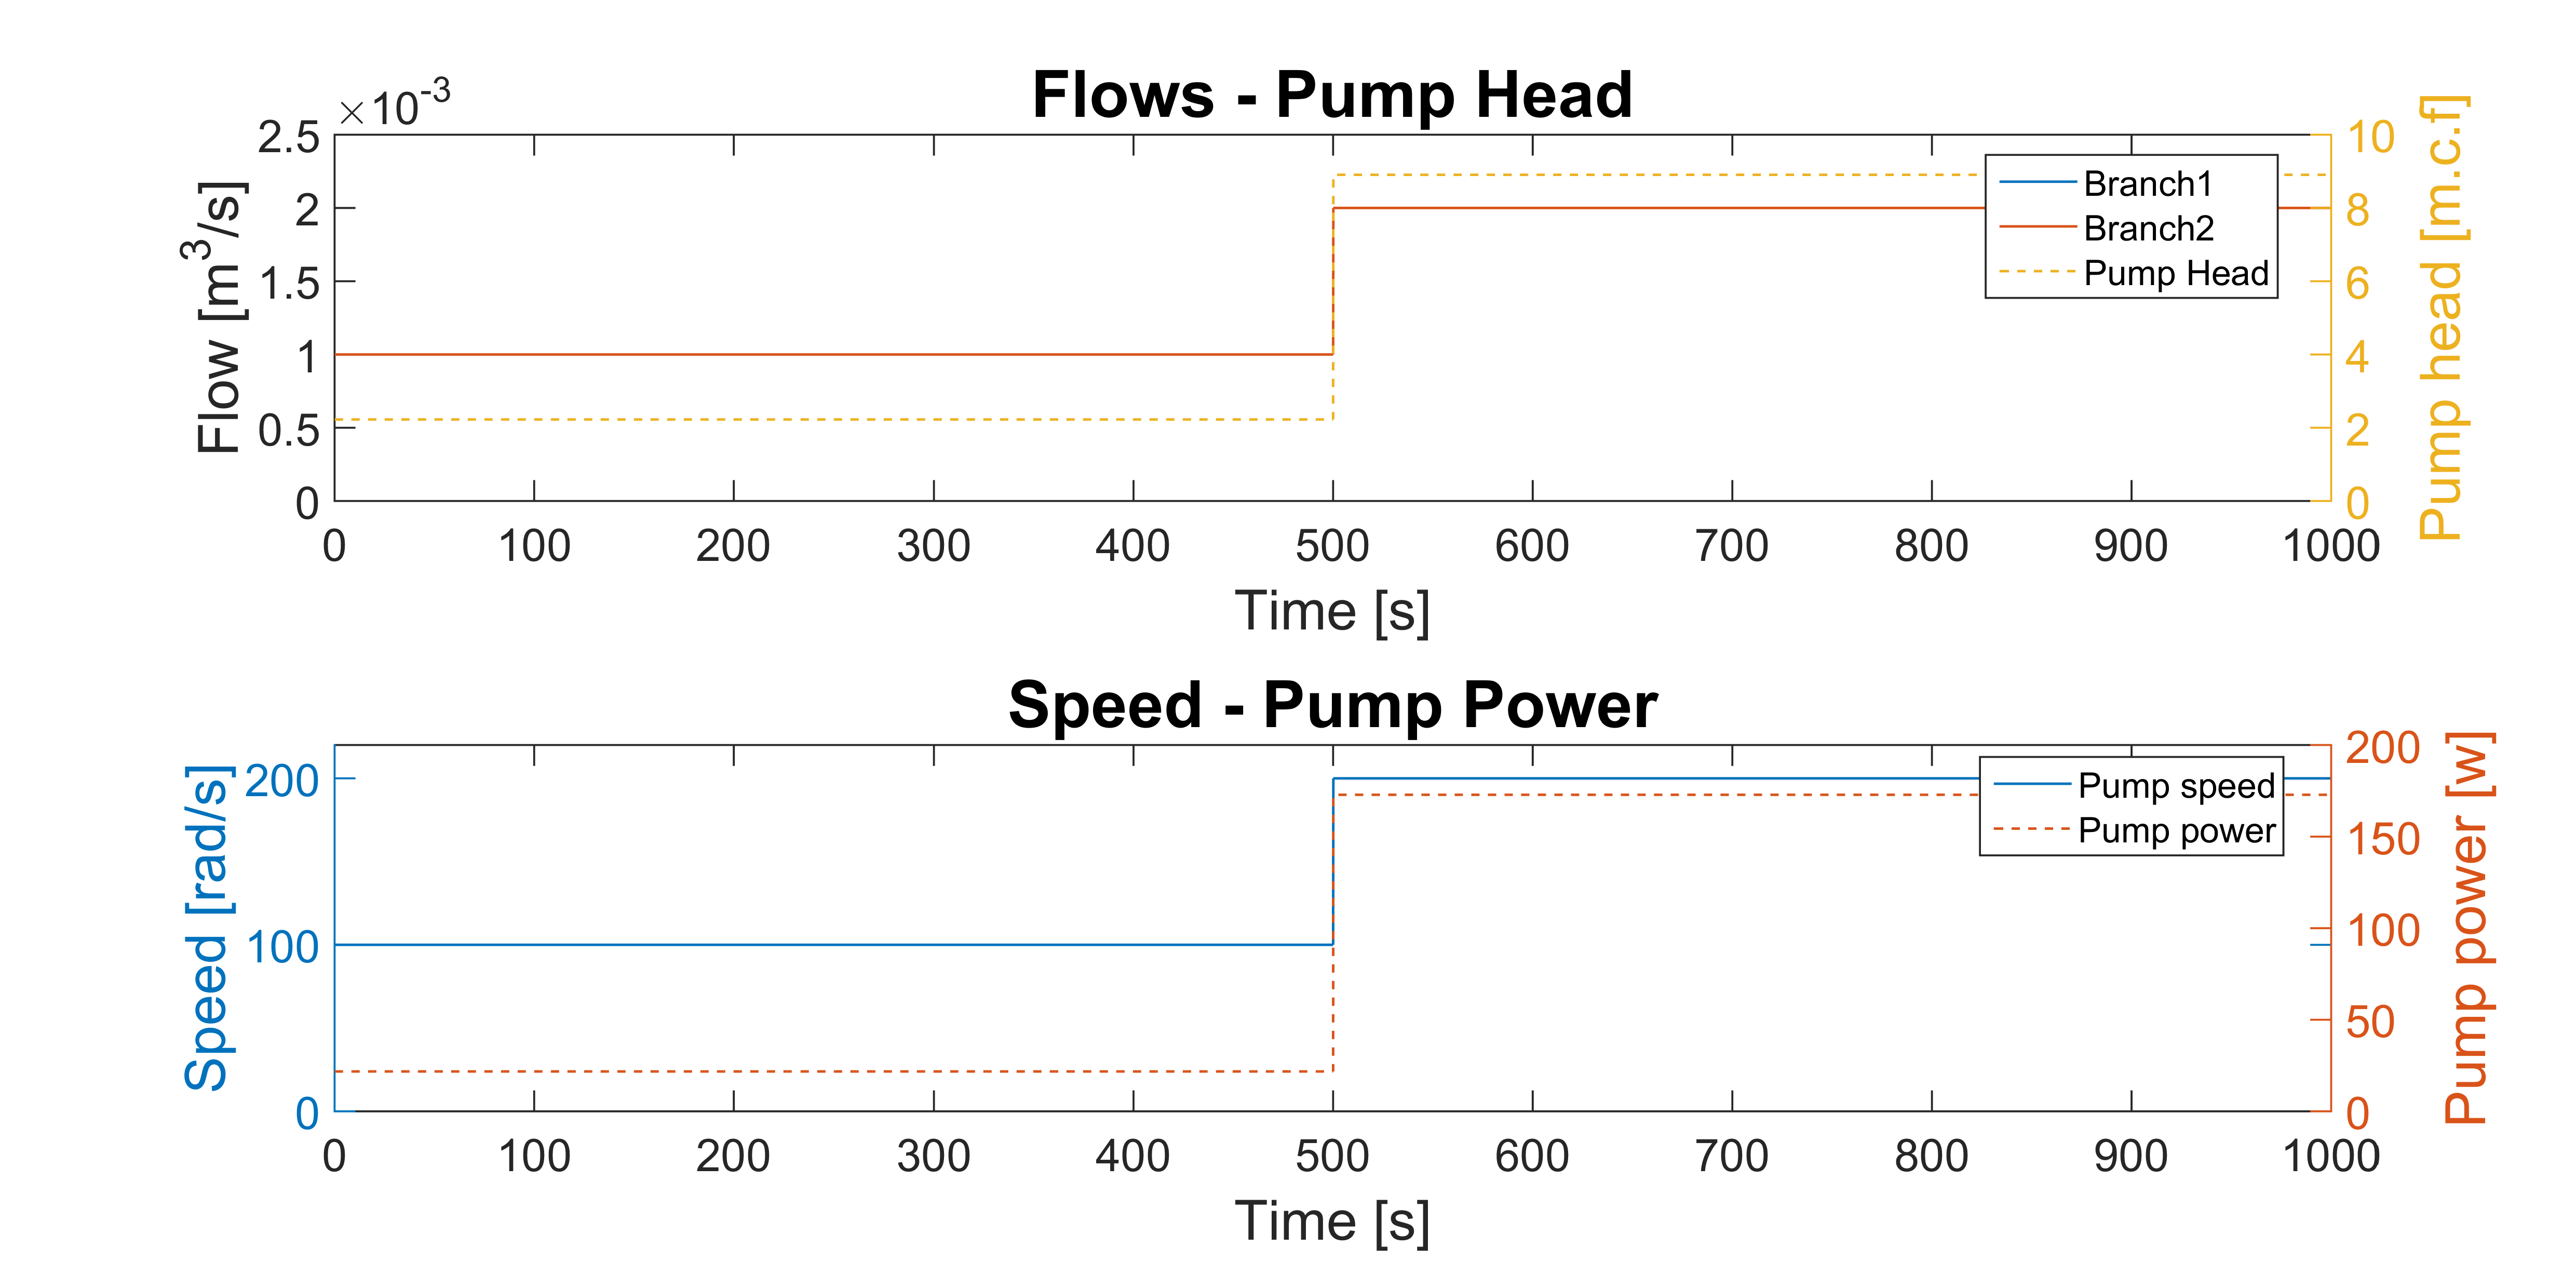 Flows - Pump Head
×10-3
2.5
2
1.5
1
0.5
0
Flow [m3/s]
10
8
6
4
2
0
Pump head [m.c.f]
Branch1
Branch2
Pump Head
0 100 200 300 400 500 600 700 800 900 1000
Time [s]
Speed - Pump Power
200
100
0
Speed [rad/s]
200
150
100
50
0
Pump power [w]
Pump speed
Pump power
0 100 200 300 400 500 600 700 800 900 1000
Time [s]